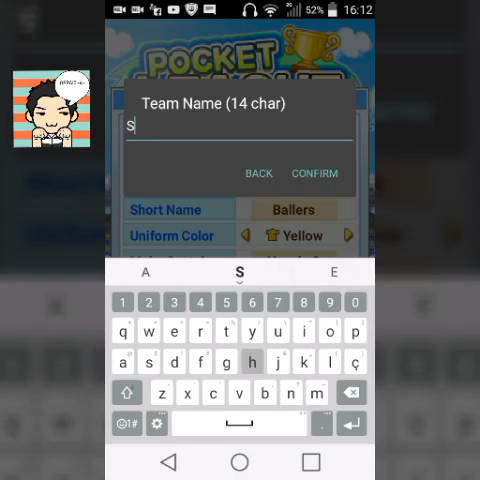 52% 16:12
POCKET
Team Name (14 char)
S
BACK CONFIRM
Short Name Ballers
Uniform Color Yellow
A S E
1 2 3 4 5 6 7 8 9 0
q w e r t y u i o p
a s d f g h j k l ç
z x c v b n m
1# .